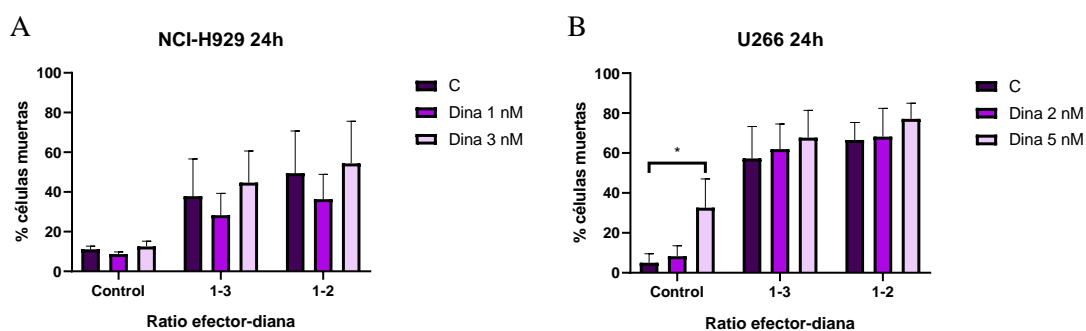 A
NCI-H929 24h
% células muertas
100
80
60
40
20
0
Control
1-3
1-2
Ratio efector-diana
C
Dina 1 nM
Dina 3 nM
B
U266 24h
% células muertas
100
80
60
40
20
0
*
Control
1-3
1-2
Ratio efector-diana
C
Dina 2 nM
Dina 5 nM